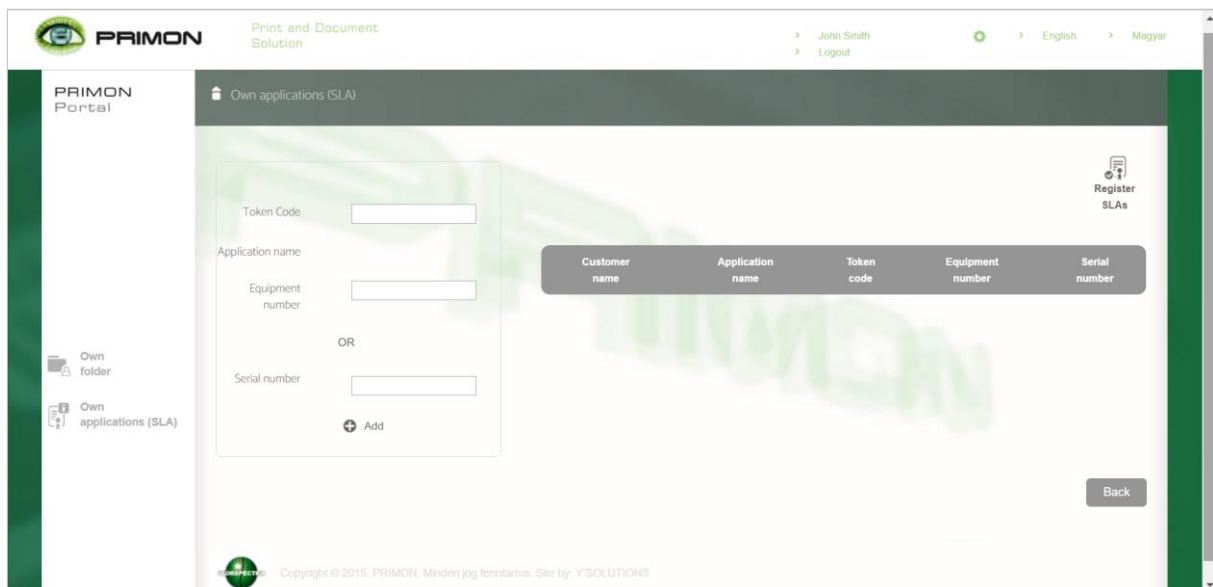 PRIMON
Print and Document
Solution
> John Smith
> Logout
> English
> Magyar
PRIMON
Portal
Own applications (SLA)
Own
folder
Own
applications (SLA)
Token Code
Application name
Equipment
number
OR
Serial number
Add
Register
SLAs
Customer
name
Application
name
Token
code
Equipment
number
Serial
number
PRIMON
Back
Copyright © 2015. PRIMON. Minden jog fenntartva. Site by: Y'SOLUTIONS